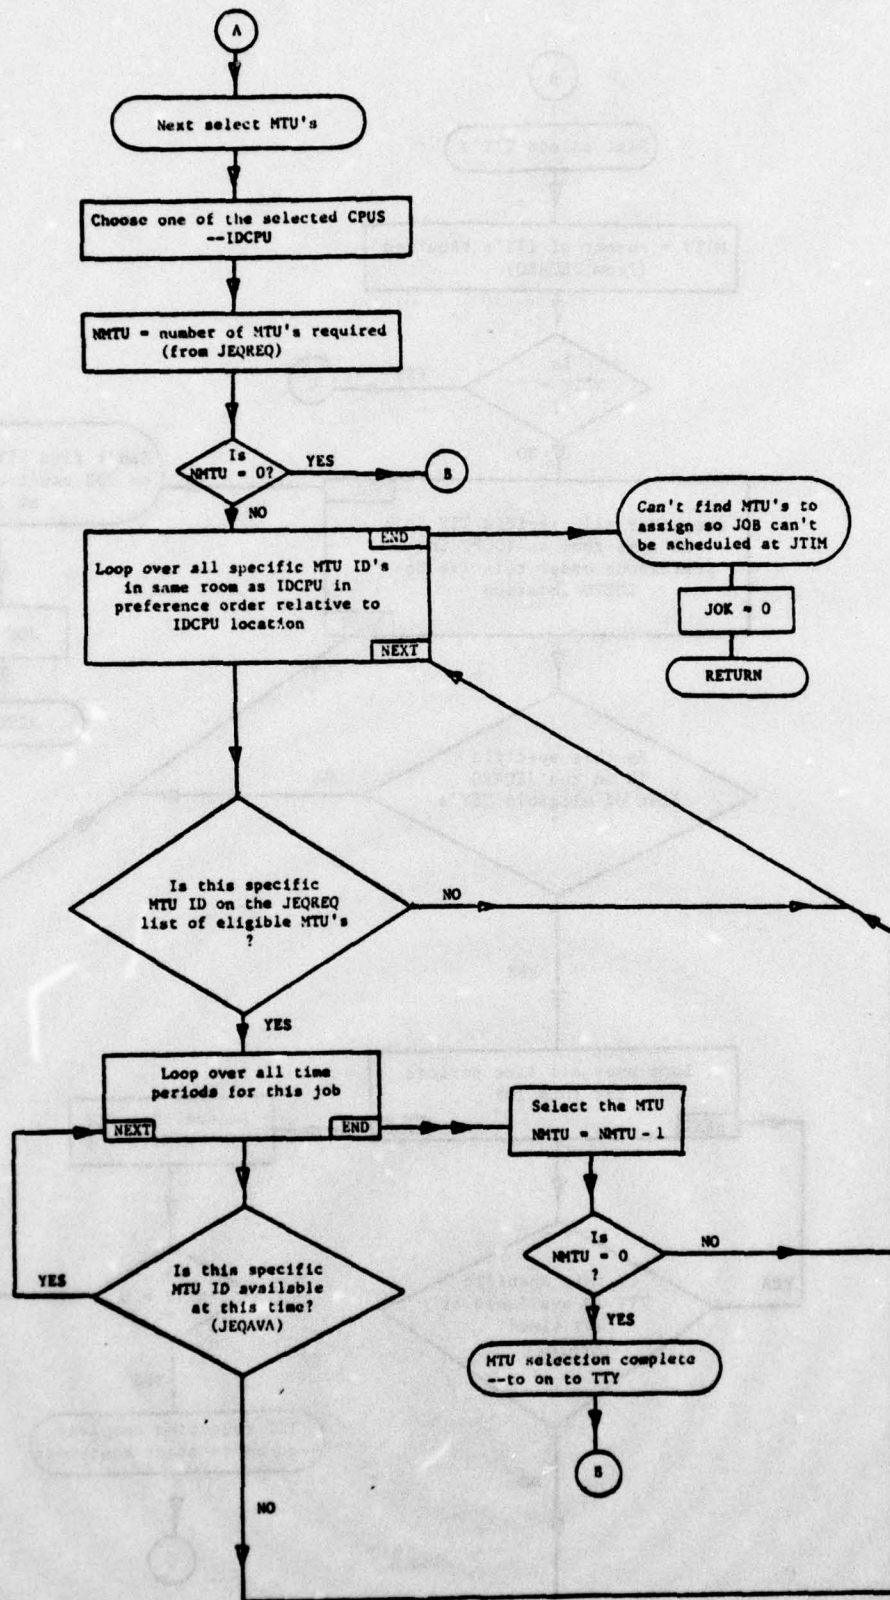 A
Next select MTU's
Choose one of the selected CPUS
--IDCPU
NMTU = number of MTU's required
(from JEQREQ)
Is
NMTU = 0?
YES
B
NO
END
Loop over all specific MTU ID's
in same room as IDCPU in
preference order relative to
IDCPU location
NEXT
Can't find MTU's to
assign so JOB can't
be scheduled at JTIM
JOK = 0
RETURN
Is this specific
MTU ID on the JEQREQ
list of eligible MTU's
?
NO
YES
Loop over all time
periods for this job
NEXT
END
Select the MTU
NMTU = NMTU - 1
Is
NMTU = 0
?
NO
YES
Is this specific
MTU ID available
at this time?
(JEQAVA)
YES
MTU selection complete
--to on to TTY
B
NO